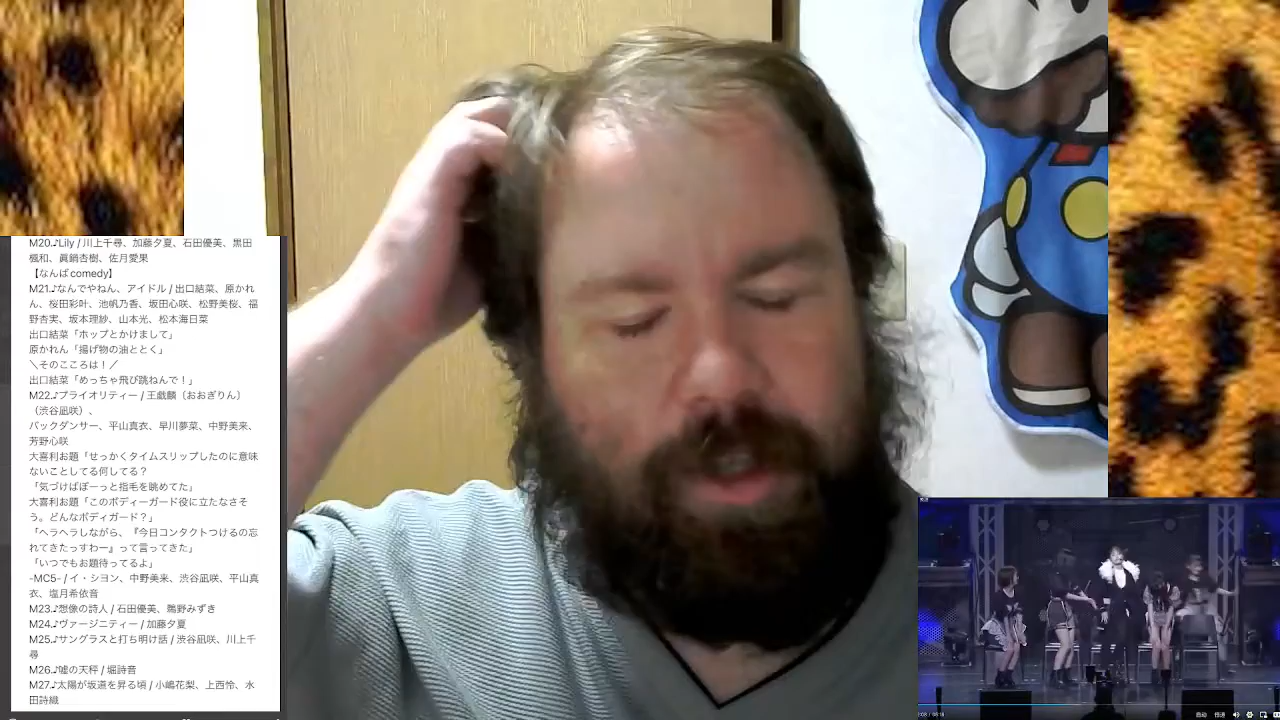 M20.♪Lily / 川上千尋、加藤夕夏、石田優美、黒田
楓和、眞鍋杏樹、佐月愛果
【なんばcomedy】
M21.♪なんでやねん、アイドル / 出口結菜、原かれ
ん、桜田彩叶、池帆乃香、坂田心咲、松野美桜、福
野杏実、坂本理紗、山本光、松本海日菜
出口結菜「ホップとかけまして」
原かれん「揚げ物の油ととく」
＼そのこころは！／
出口結菜「めっちゃ飛び跳ねんで！」
M22.♪プライオリティー / 王戯麟〔おおぎりん〕
（渋谷凪咲）、
バックダンサー、平山真衣、早川夢菜、中野美来、
芳野心咲
大喜利お題「せっかくタイムスリップしたのに意味
ないことしてる何してる？
「気づけばぼーっと指毛を眺めてた」
大喜利お題「このボディーガード役に立たなさそ
う。どんなボディガード？」
「ヘラヘラしながら、『今日コンタクトつけるの忘
れてきたっすわー』って言ってきた」
「いつでもお題待ってるよ」
-MC5- / イ・シヨン、中野美来、渋谷凪咲、平山真
衣、塩月希依音
M23.♪想像の詩人 / 石田優美、鵜野みずき
M24.♪ヴァージニティー / 加藤夕夏
M25.♪サングラスと打ち明け話 / 渋谷凪咲、川上千
尋
M26.♪嘘の天秤 / 堀詩音
M27.♪太陽が坂道を昇る頃 / 小嶋花梨、上西怜、水
田詩織